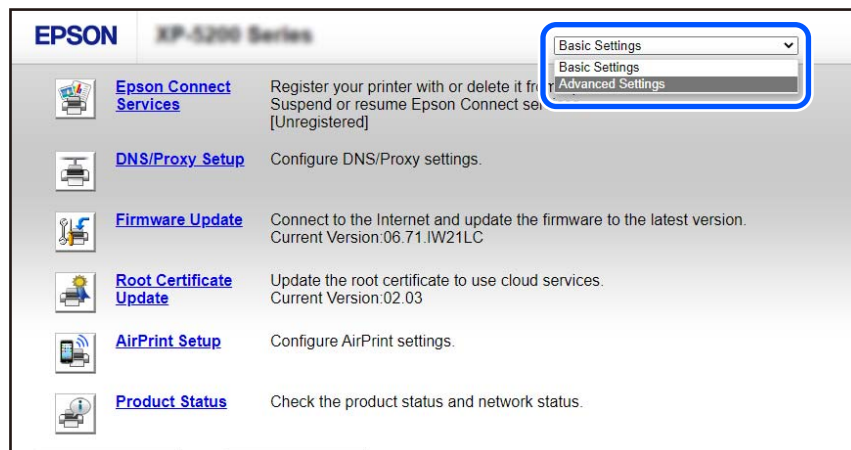 EPSON XP-5200 Series
Basic Settings
Basic Settings
Advanced Settings
Epson Connect Services
Register your printer with or delete it from
Suspend or resume Epson Connect
[Unregistered]
DNS/Proxy Setup
Configure DNS/Proxy settings.
Firmware Update
Connect to the Internet and update the firmware to the latest version.
Current Version:06.71.IW21LC
Root Certificate
Update
Update the root certificate to use cloud services.
Current Version:02.03
AirPrint Setup
Configure AirPrint settings.
Product Status
Check the product status and network status.